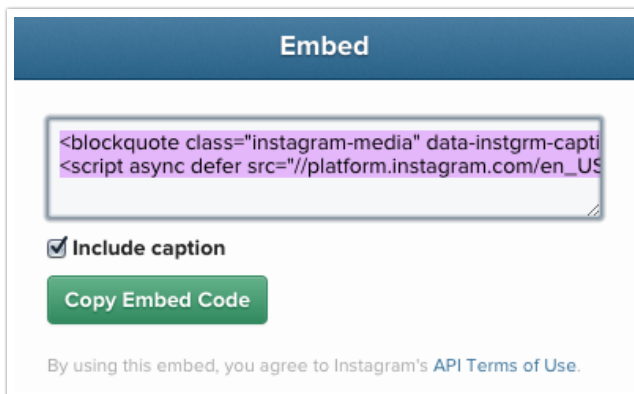 Embed
<blockquote class="instagram-media" data-instgrm-capti
<script async defer src="//platform.instagram.com/en_US
Include caption
Copy Embed Code
By using this embed, you agree to Instagram's API Terms of Use.